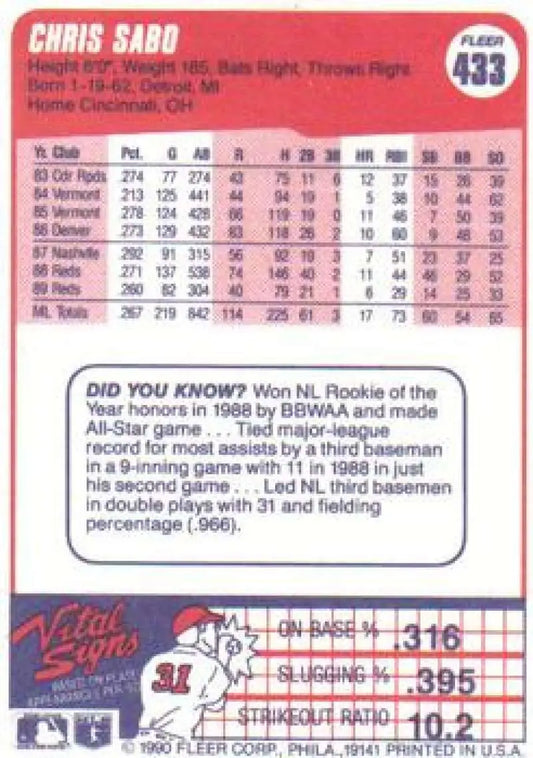 CHRIS SABO
FLEER
433
Height 6'0", Weight 185, Bats Right, Throws Right
Born 1-19-62, Detroit, MI
Home Cincinnati, OH
Yr. Club Pct. G AB R H 2B 3B HR RBI SB BB SO
83 Cdr Rpds .274 77 274 43 75 11 6 12 37 15 26 39
84 Vermont .213 125 441 44 94 19 1 5 38 10 44 62
85 Vermont .278 124 428 66 119 19 0 11 46 7 50 39
86 Denver .273 129 432 83 118 26 2 10 60 9 48 53
87 Nashville .292 91 315 56 92 19 3 7 51 23 37 25
88 Reds .271 137 538 74 146 40 2 11 44 46 29 52
89 Reds .260 82 304 40 79 21 1 6 29 14 25 33
ML Totals .267 219 842 114 225 61 3 17 73 60 54 85
DID YOU KNOW? Won NL Rookie of the
Year honors in 1988 by BBWAA and made
All-Star game . . . Tied major-league
record for most assists by a third baseman
in a 9-inning game with 11 in 1988 in just
his second game . . . Led NL third basemen
in double plays with 31 and fielding
percentage (.966).
Vital
Signs
BASED ON PLATE
APPEARANCES PER SO
31
ON BASE % .316
SLUGGING % .395
STRIKEOUT RATIO 10.2
© 1990 FLEER CORP., PHILA., 19141 PRINTED IN U.S.A.